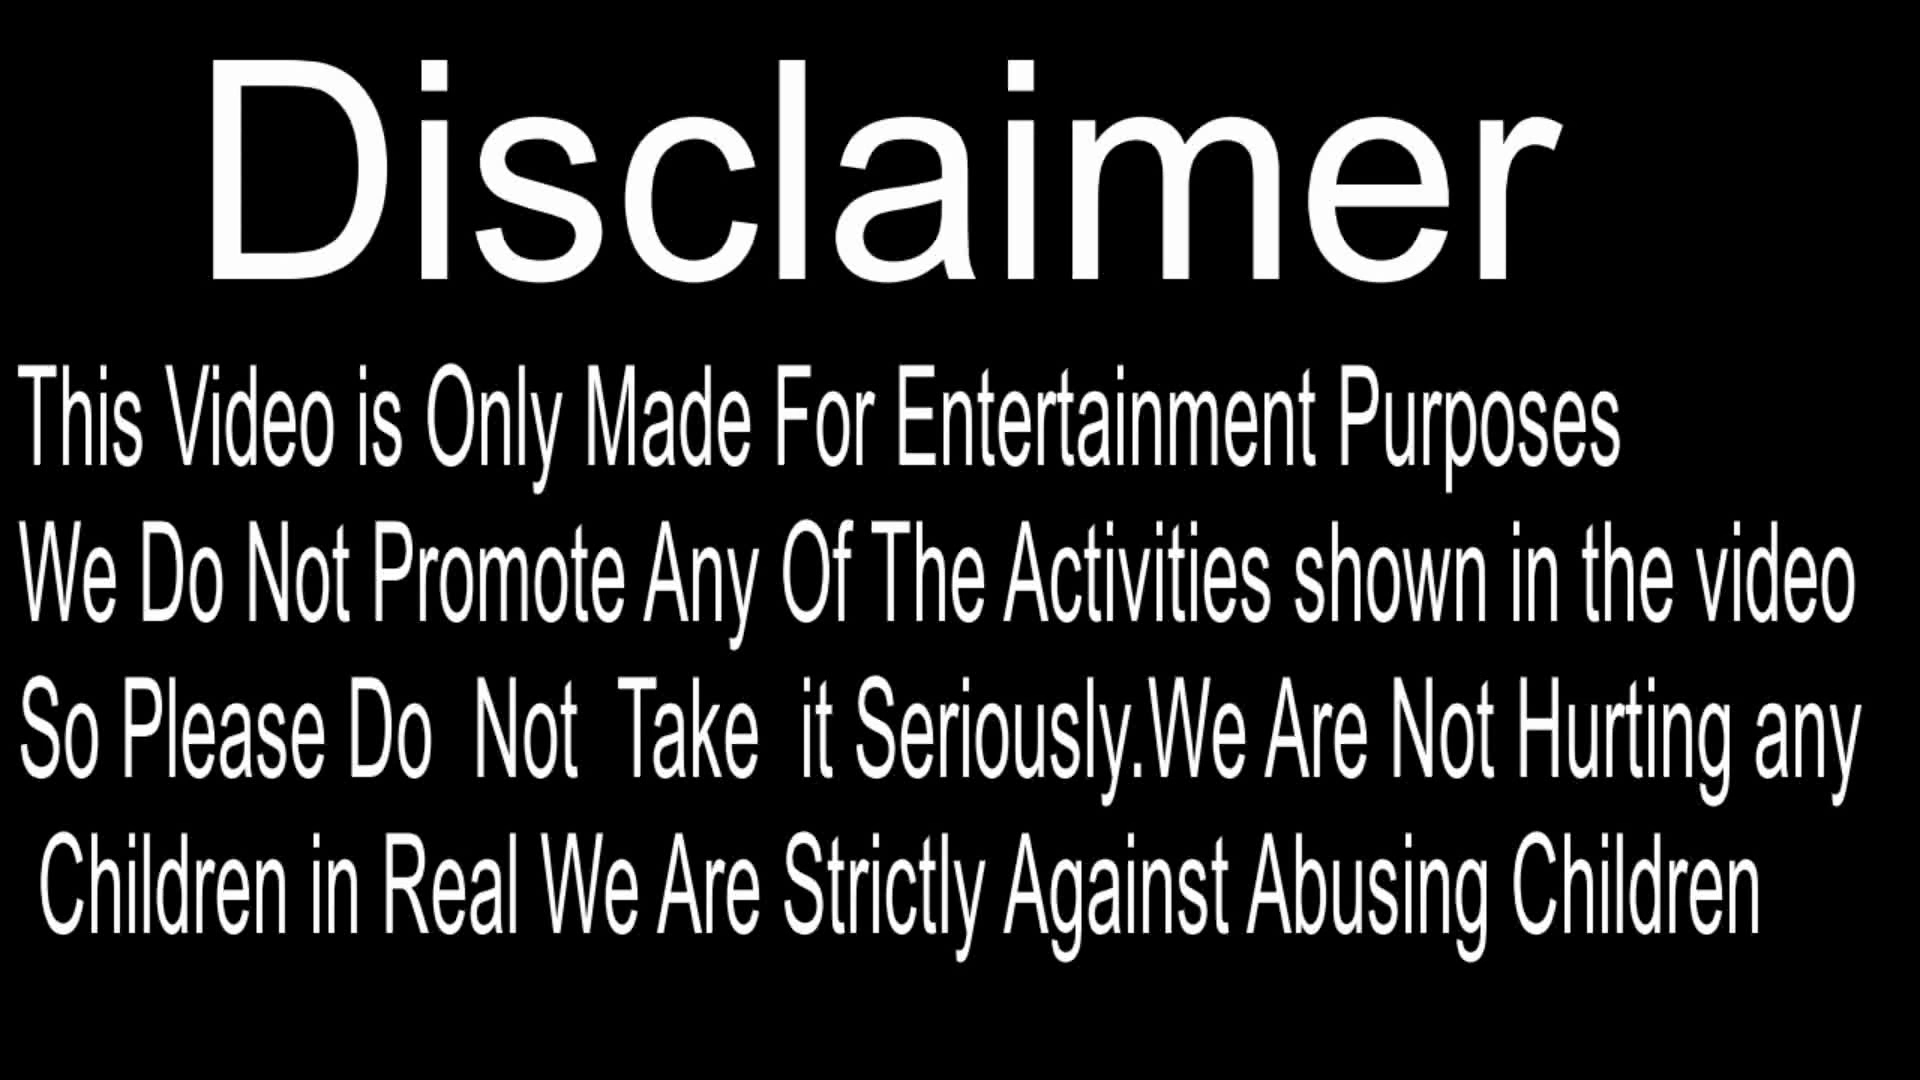 Disclaimer
This Video is Only Made For Entertainment Purposes
We Do Not Promote Any Of The Activities shown in the video
So Please Do Not Take it Seriously.We Are Not Hurting any
Children in Real We Are Strictly Against Abusing Children